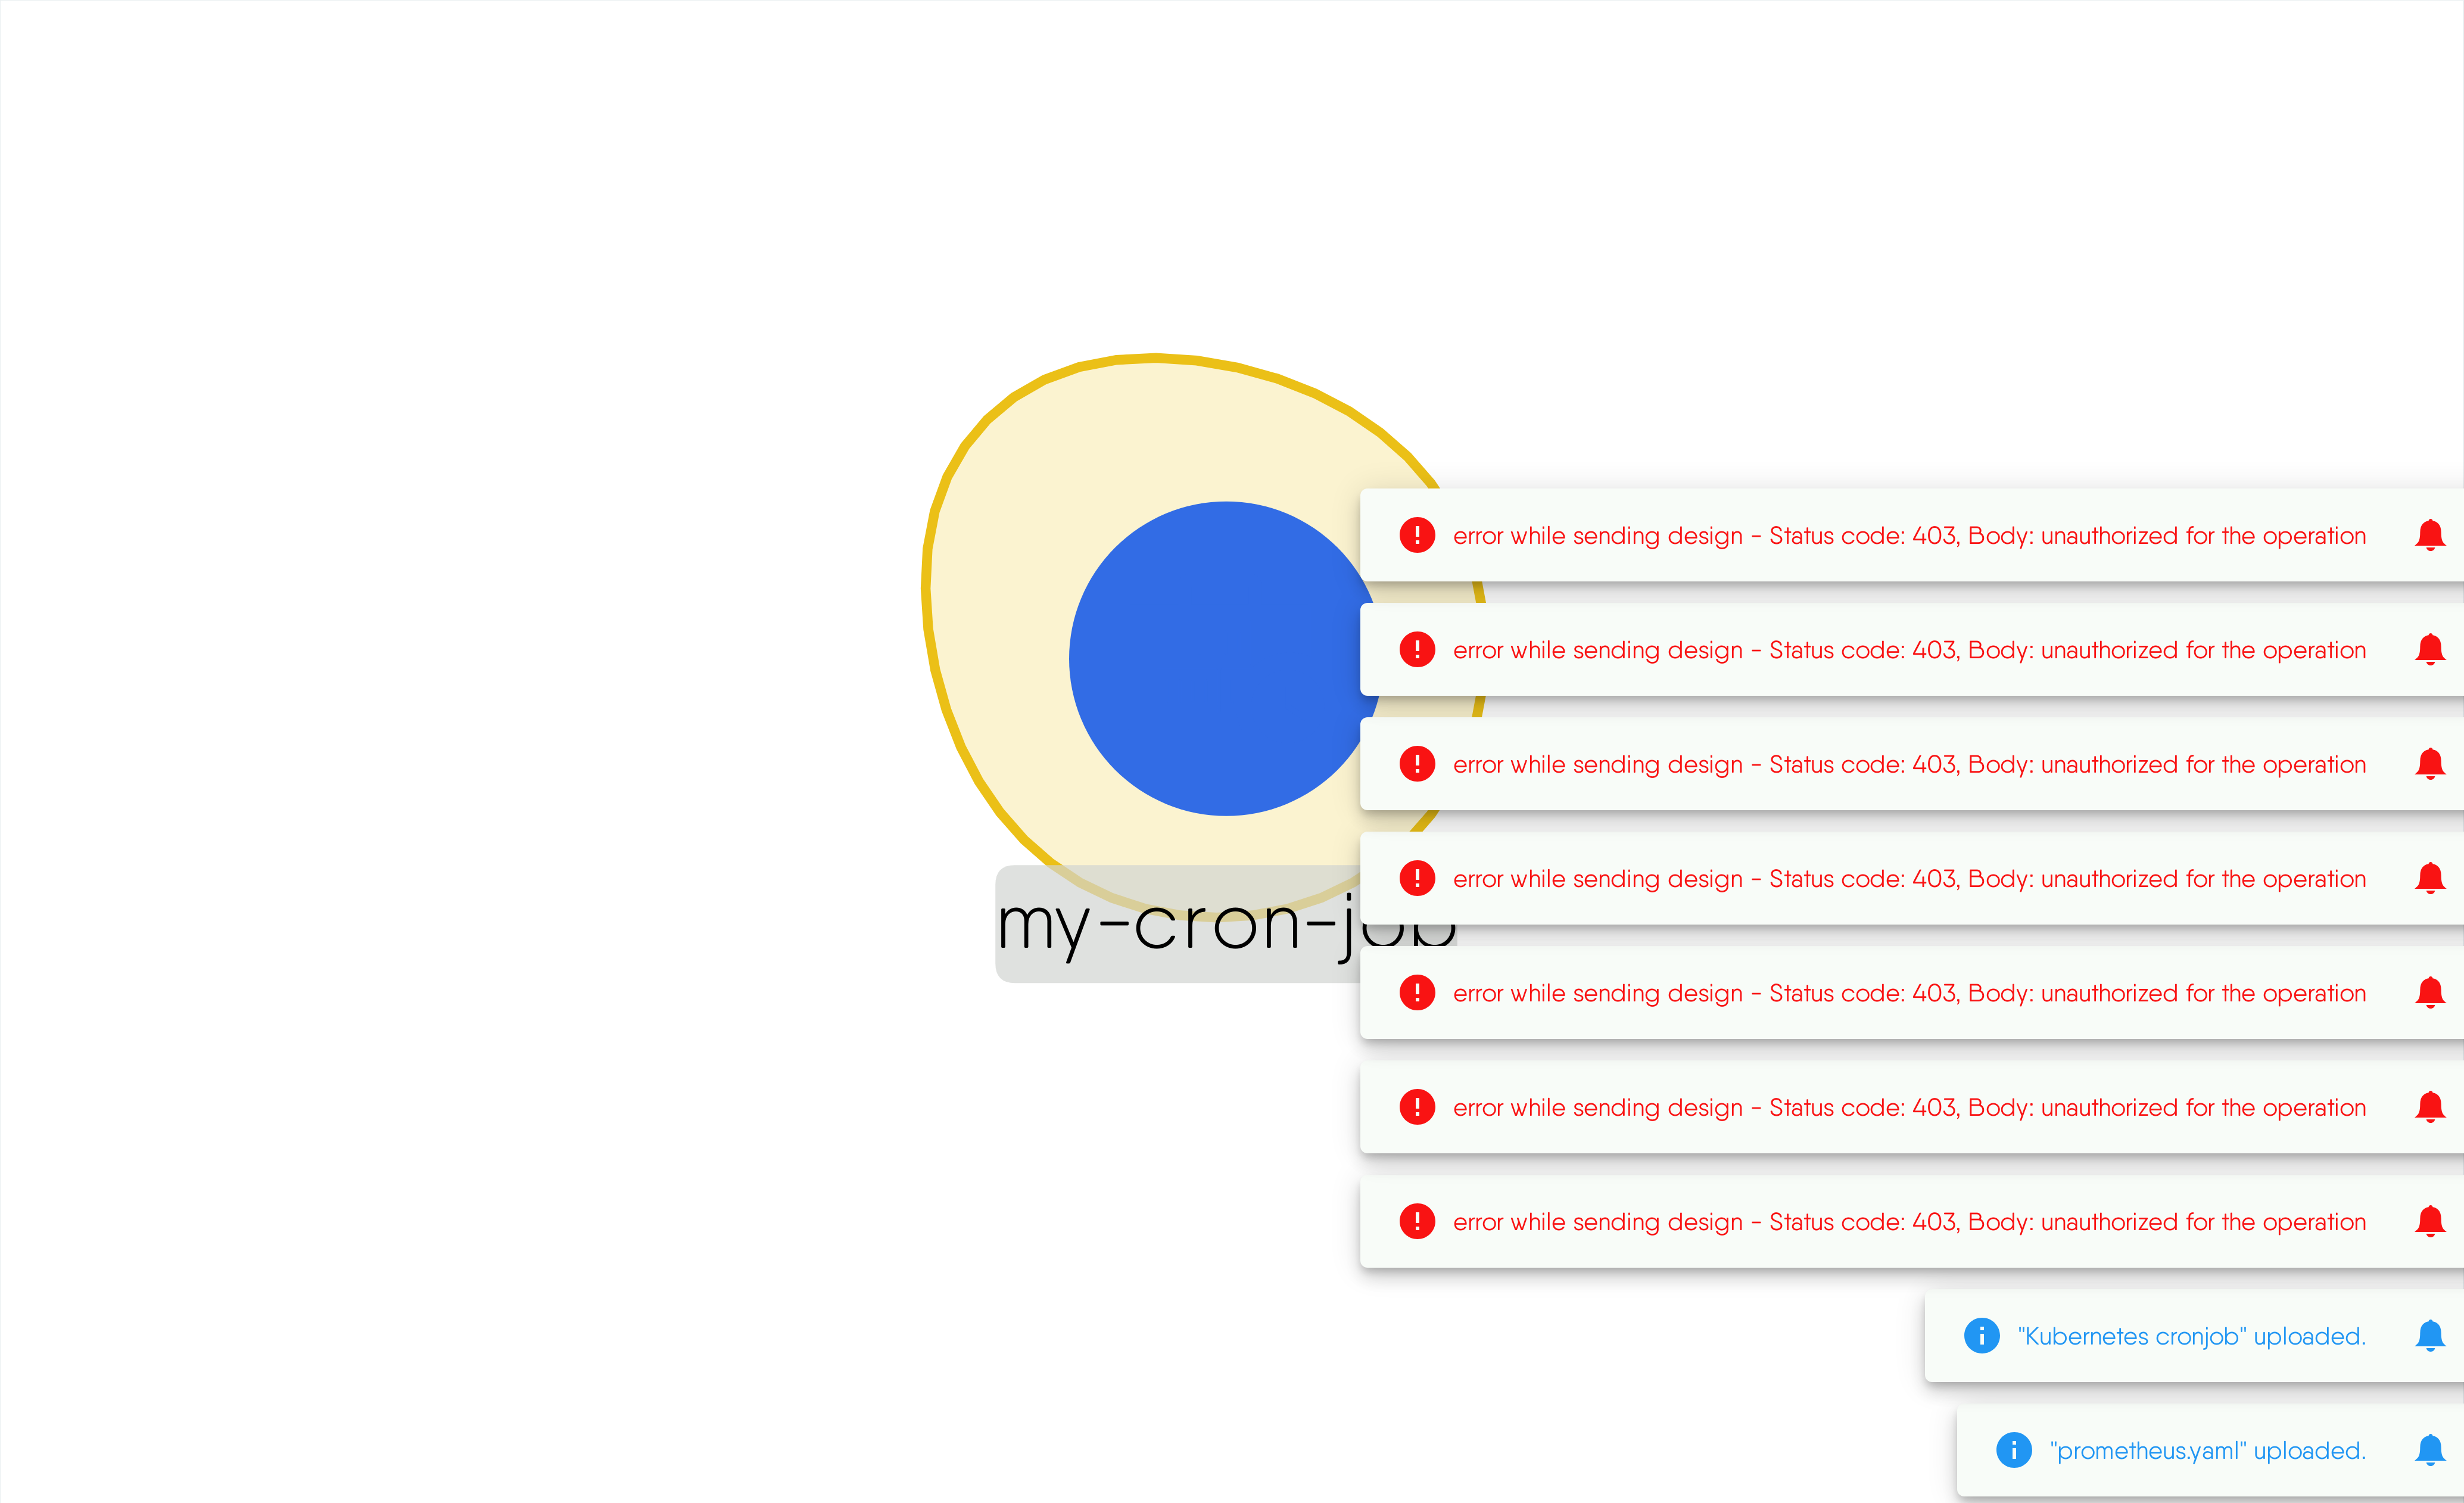 error while sending design - Status code: 403, Body: unauthorized for the operation
error while sending design - Status code: 403, Body: unauthorized for the operation
error while sending design - Status code: 403, Body: unauthorized for the operation
error while sending design - Status code: 403, Body: unauthorized for the operation
my-cron-job
error while sending design - Status code: 403, Body: unauthorized for the operation
error while sending design - Status code: 403, Body: unauthorized for the operation
error while sending design - Status code: 403, Body: unauthorized for the operation
"Kubernetes cronjob" uploaded.
"prometheus.yaml" uploaded.